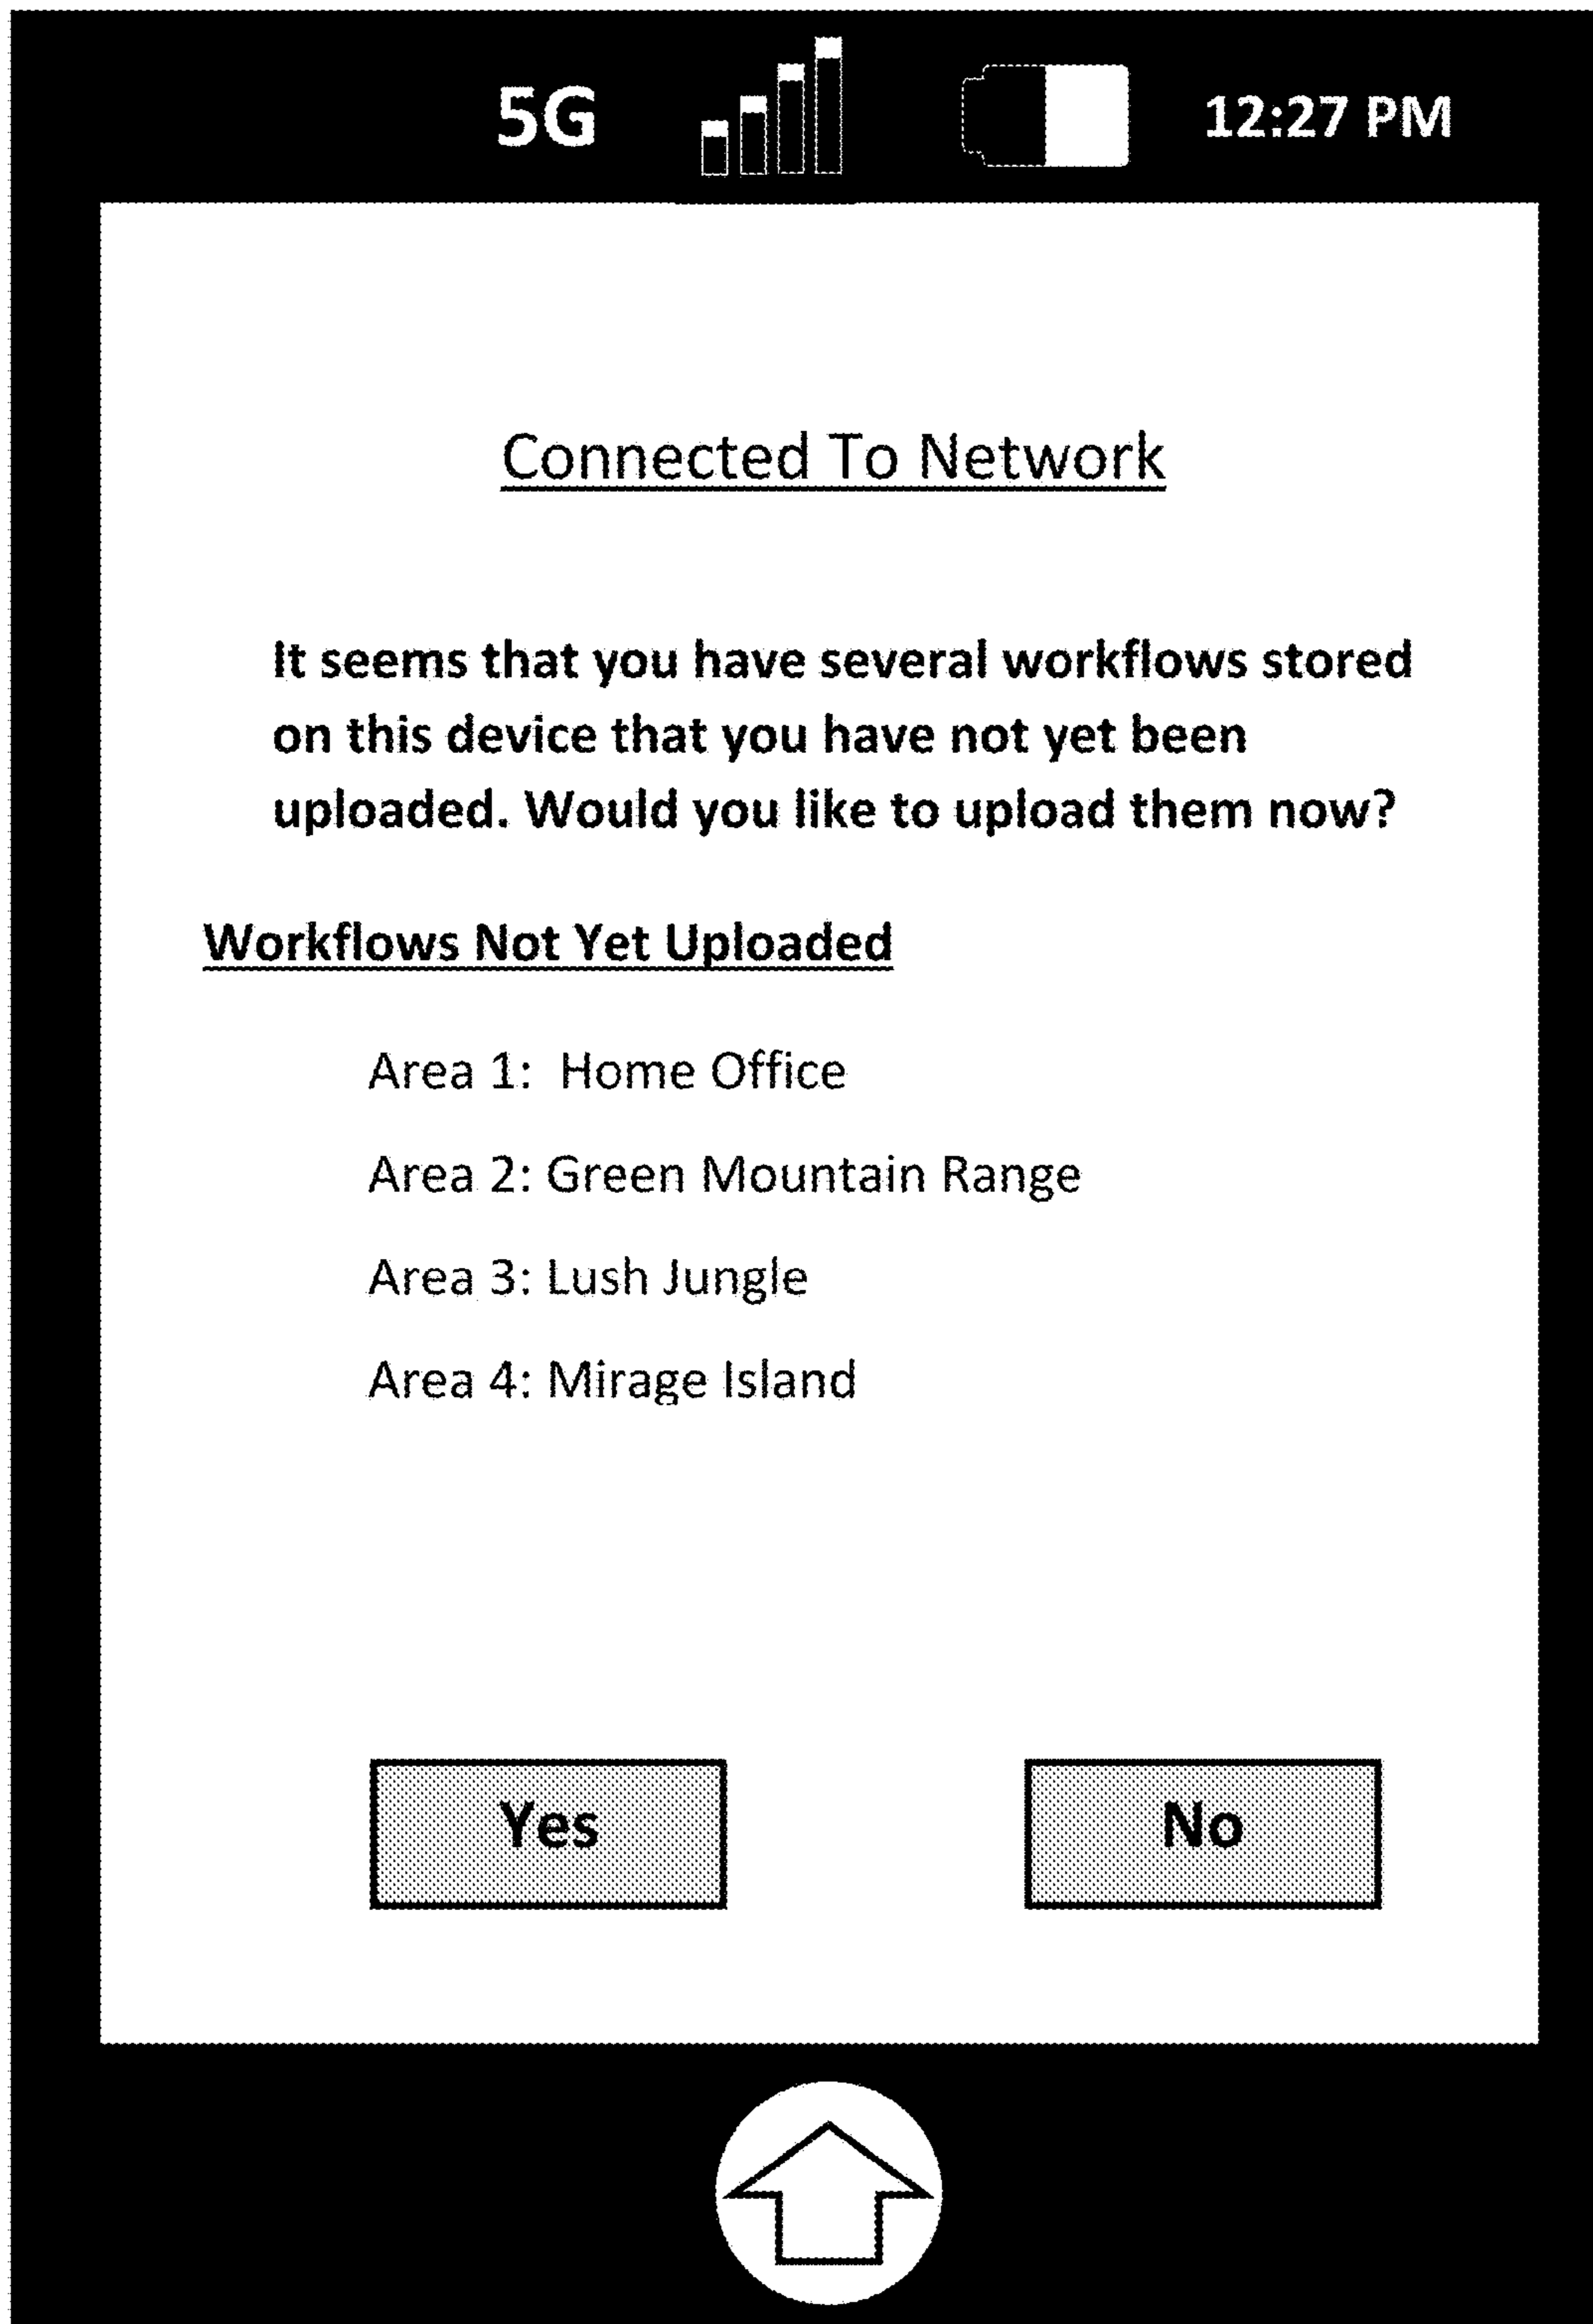 5G 12:27 PM
Connected To Network
It seems that you have several workflows stored
on this device that you have not yet been
uploaded. Would you like to upload them now?
Workflows Not Yet Uploaded
Area 1:  Home Office
Area 2: Green Mountain Range
Area 3: Lush Jungle
Area 4: Mirage Island
Yes No